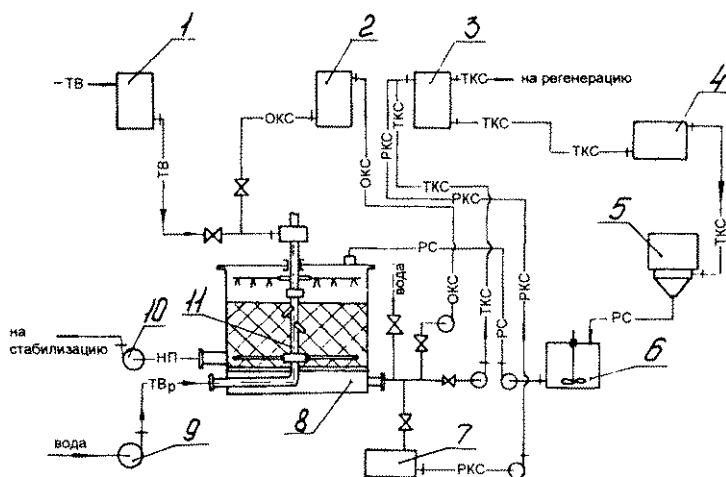 1
2
3
4
ТВ
ТКС
на регенерацию
ОКС
ТКС
РКС
ТКС
ТКС
5
ТВ
ОКС
ТКС
РКС
ТКС
РС
вода
РС
6
11
10
на
стабилизацию
НП
ТВр
ОКС
ТКС
РС
РКС
8
7
9
вода
РКС